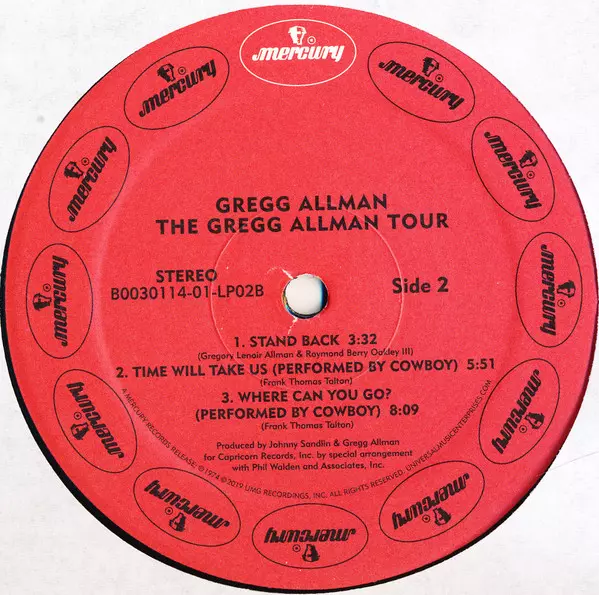 mercury
mercury
mercury
mercury
mercury
mercury
mercury
mercury
mercury
mercury
mercury
mercury
GREGG ALLMAN
THE GREGG ALLMAN TOUR
STEREO
B0030114-01-LP02B
Side 2
1. STAND BACK 3:32
(Gregory Lenoir Allman & Raymond Berry Oakley III)
2. TIME WILL TAKE US (PERFORMED BY COWBOY) 5:51
(Frank Thomas Talton)
3. WHERE CAN YOU GO?
(PERFORMED BY COWBOY) 8:09
(Frank Thomas Talton)
Produced by Johnny Sandlin & Gregg Allman
for Capricorn Records, Inc. by special arrangement
with Phil Walden and Associates, Inc.
A MERCURY RECORDS RELEASE; ℗1974 ©2019 UMG RECORDINGS, INC. ALL RIGHTS RESERVED. UNIVERSALMUSICENTERPRISES.COM